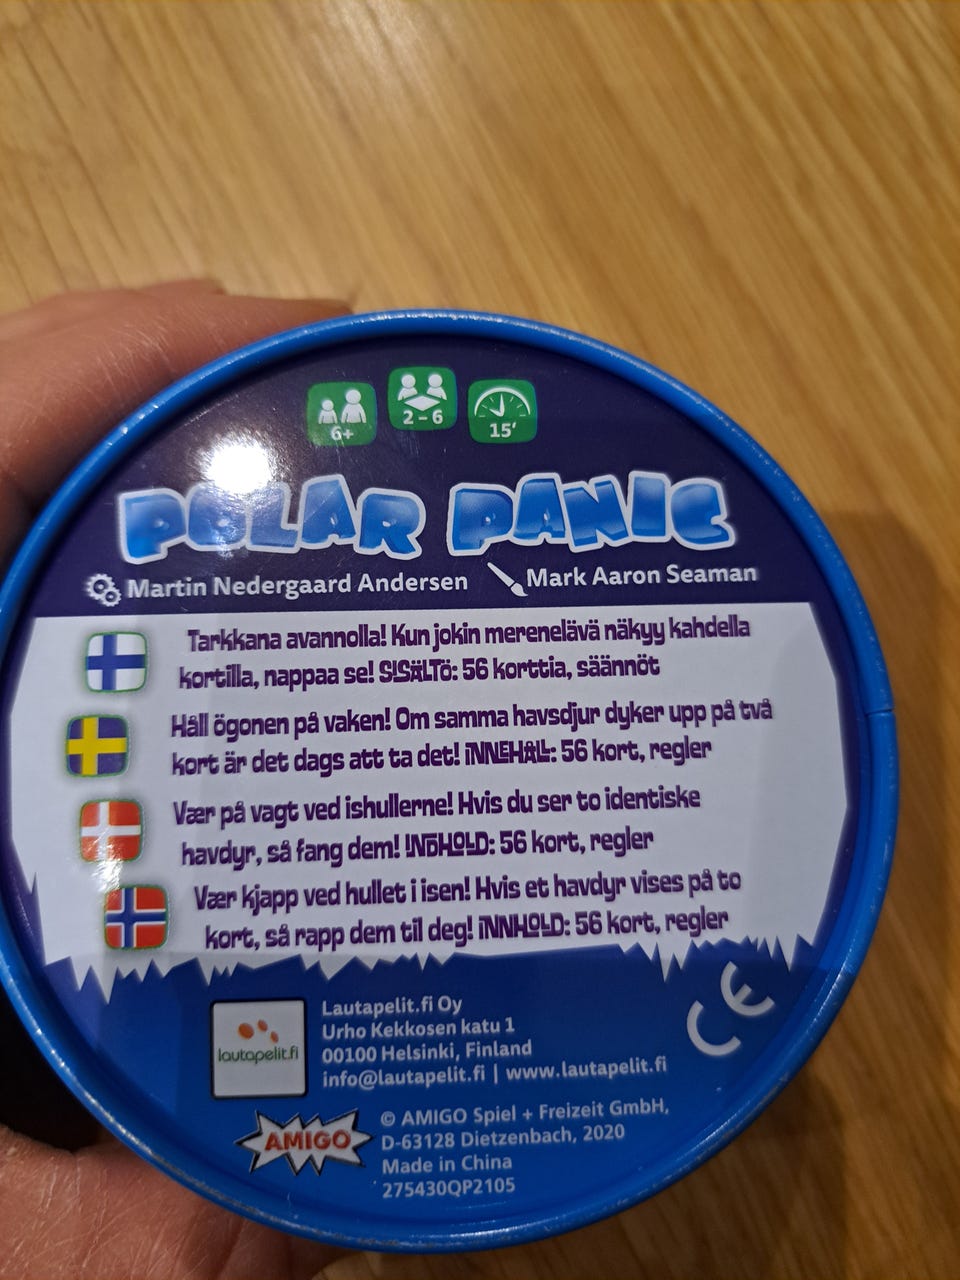 6+
2-6
15'
POLAR PANIC
Martin Nedergaard Andersen
Mark Aaron Seaman
Tarkkana avannolla! Kun jokin merenelävä näkyy kahdella
kortilla, nappaa se! SISÄLTÖ: 56 korttia, säännöt
Håll ögonen på vaken! Om samma havsdjur dyker upp på två
kort är det dags att ta det! INNEHÅLL: 56 kort, regler
Vær på vagt ved ishullerne! Hvis du ser to identiske
havdyr, så fang dem! INDHOLD: 56 kort, regler
Vær kjapp ved hullet i isen! Hvis et havdyr vises på to
kort, så rapp dem til deg! INNHOLD: 56 kort, regler
CE
lautapelit.fi
Lautapelit.fi Oy
Urho Kekkosen katu 1
00100 Helsinki, Finland
info@lautapelit.fi | www.lautapelit.fi
AMIGO
© AMIGO Spiel + Freizeit GmbH,
D-63128 Dietzenbach, 2020
Made in China
275430QP2105